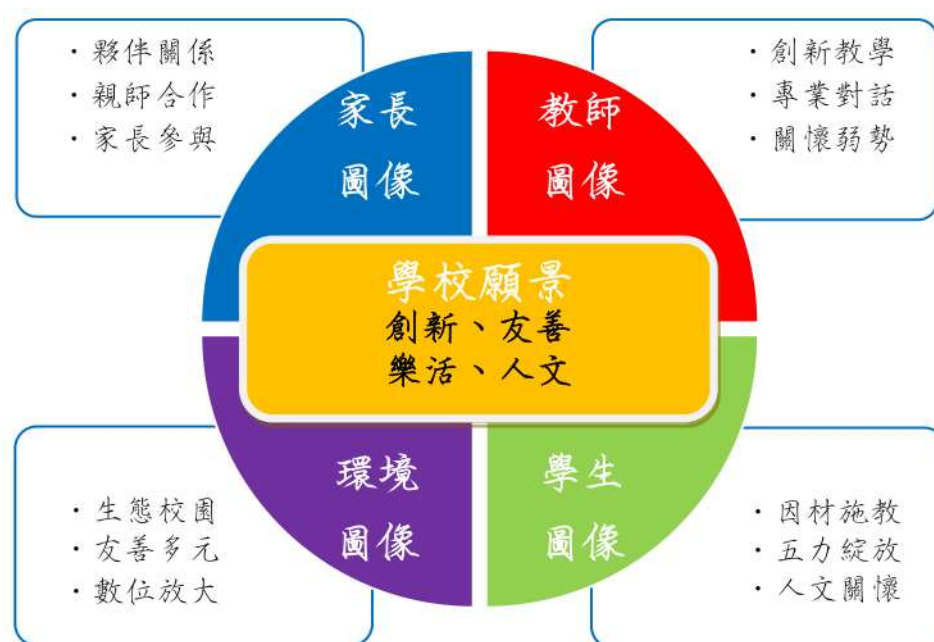 ・夥伴關係
・親師合作
・家長參與
家長
圖像
教師
圖像
・創新教學
・專業對話
・關懷弱勢
學校願景
創新、友善
樂活、人文
・生態校園
・友善多元
・數位放大
環境
圖像
學生
圖像
・因材施教
・五力綻放
・人文關懷